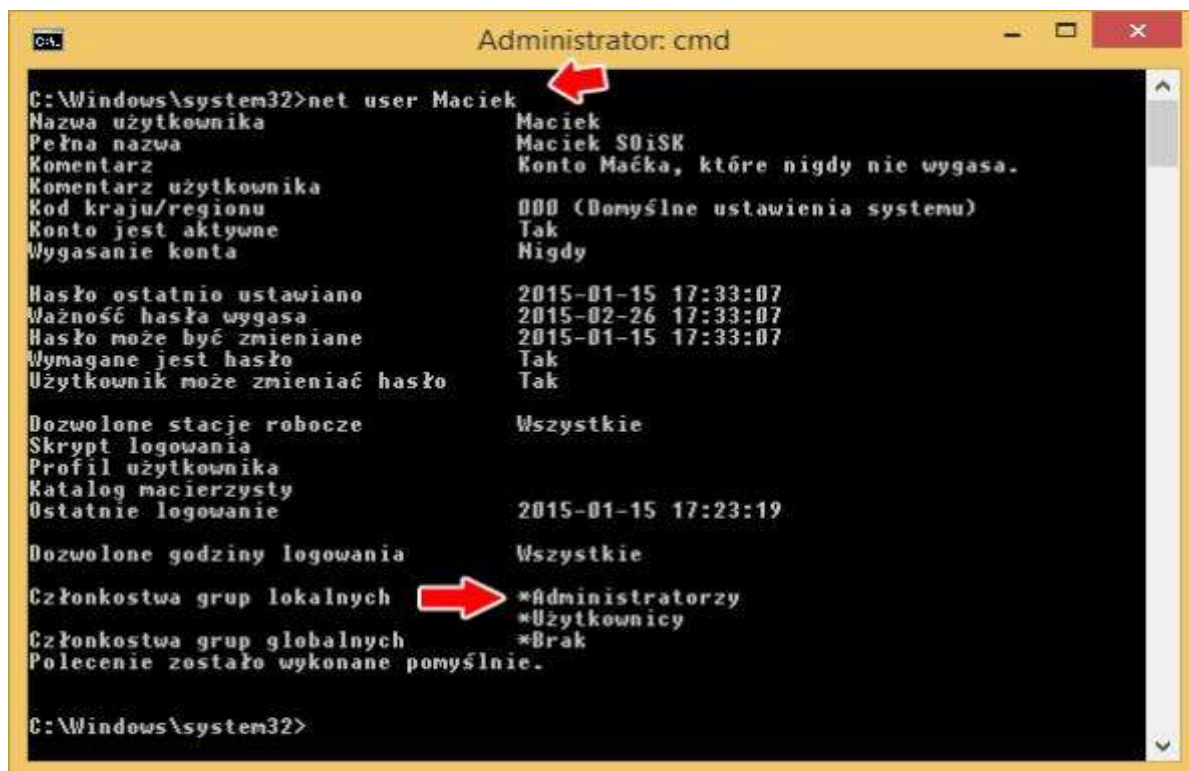 Administrator: cmd
C:\Windows\system32>net user Maciek
Nazwa użytkownika Maciek
Pełna nazwa Maciek SOiSK
Komentarz Konto Maćka, które nigdy nie wygasa.
Komentarz użytkownika
Kod kraju/regionu 000 (Domyślne ustawienia systemu)
Konto jest aktywne Tak
Wygasanie konta Nigdy
Hasło ostatnio ustawiano 2015-01-15 17:33:07
Ważność hasła wygasa 2015-02-26 17:33:07
Hasło może być zmieniane 2015-01-15 17:33:07
Wymagane jest hasło Tak
Użytkownik może zmieniać hasło Tak
Dozwolone stacje robocze Wszystkie
Skrypt logowania
Profil użytkownika
Katalog macierzysty
Ostatnie logowanie 2015-01-15 17:23:19
Dozwolone godziny logowania Wszystkie
Członkostwa grup lokalnych *Administratorzy
*Użytkownicy
Członkostwa grup globalnych *Brak
Polecenie zostało wykonane pomyślnie.
C:\Windows\system32>